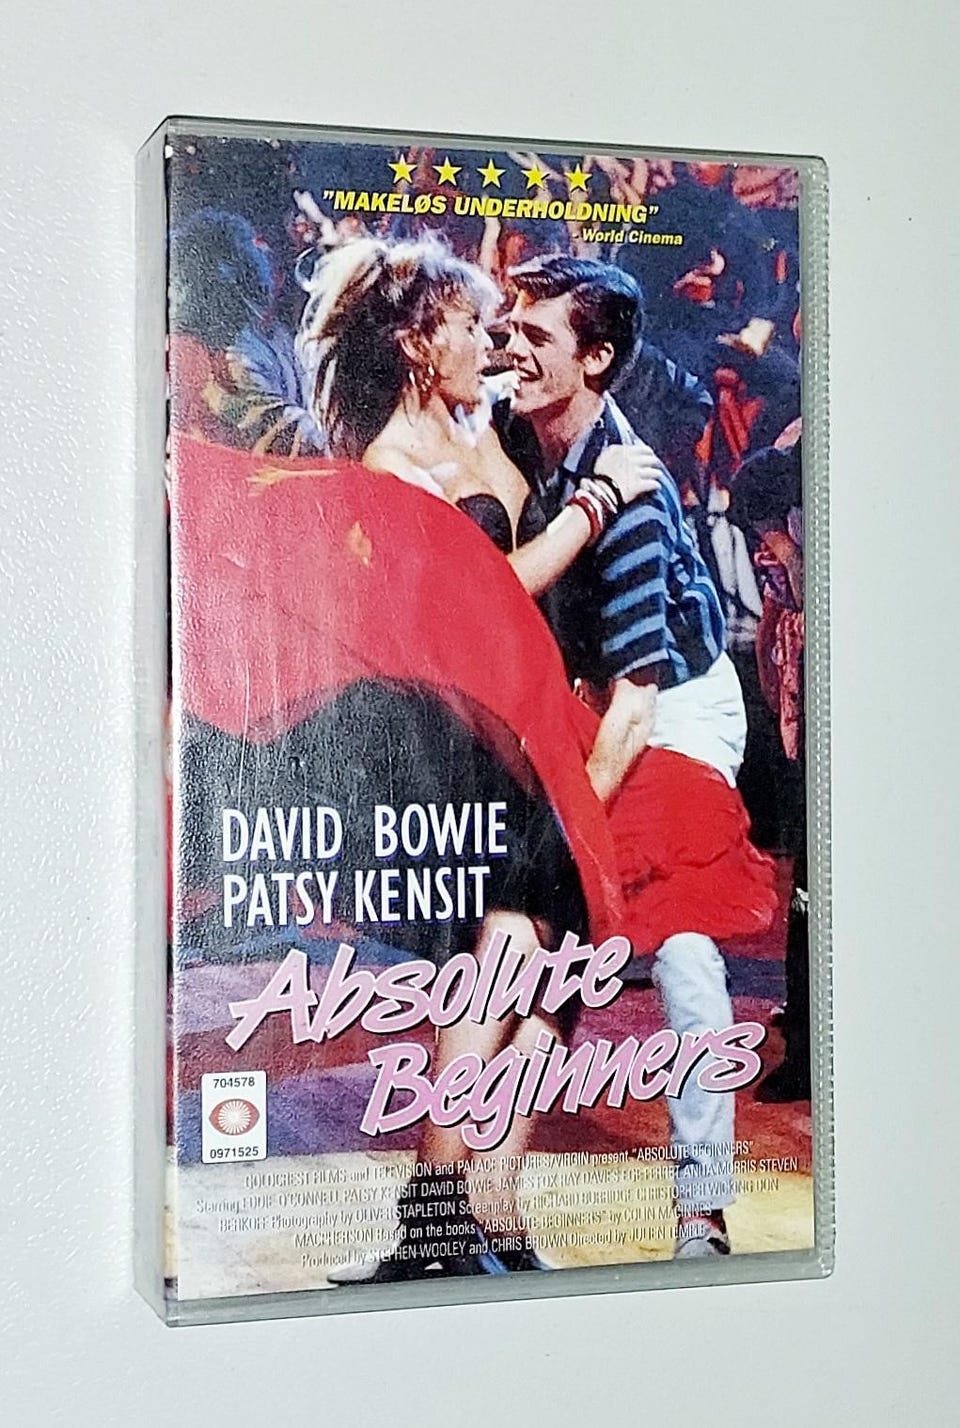 "MAKELØS UNDERHOLDNING"
- World Cinema
DAVID BOWIE
PATSY KENSIT
Absolute
Beginners
704578
0971525
GOLDCREST FILMS and TELEVISION and PALACE PICTURES/VIRGIN present "ABSOLUTE BEGINNERS"
Starring EDDIE O'CONNELL PATSY KENSIT DAVID BOWIE JAMES FOX RAY DAVIES EGE FERRET ANITA MORRIS STEVEN
BERKOFF Photography by OLIVER STAPLETON Screenplay by RICHARD BURRIDGE CHRISTOPHER WICKING DON
MACPHERSON Based on the books "ABSOLUTE BEGINNERS" by COLIN MACINNES
Produced by STEPHEN WOOLEY and CHRIS BROWN Directed by JULIEN TEMPLE